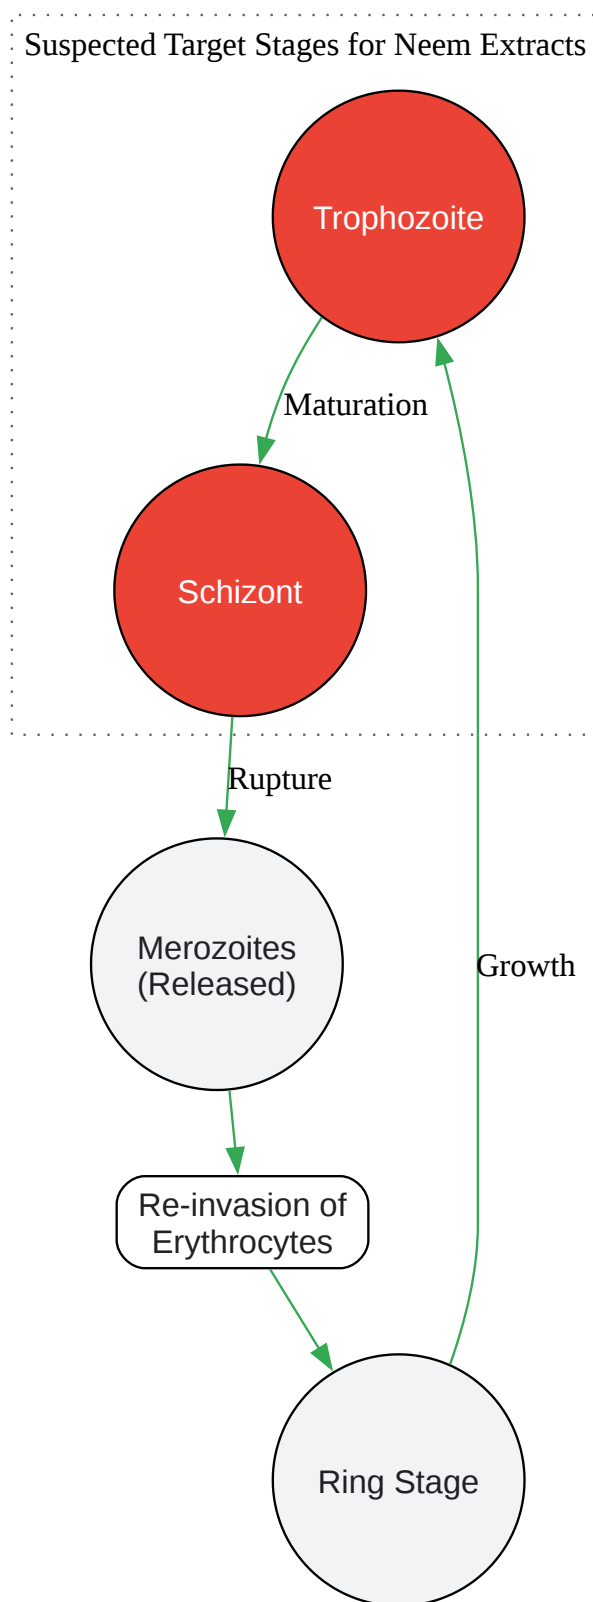 Suspected Target Stages for Neem Extracts
Trophozoite
Maturation
Schizont
Rupture
Merozoites
(Released)
Growth
Re-invasion of
Erythrocytes
Ring Stage